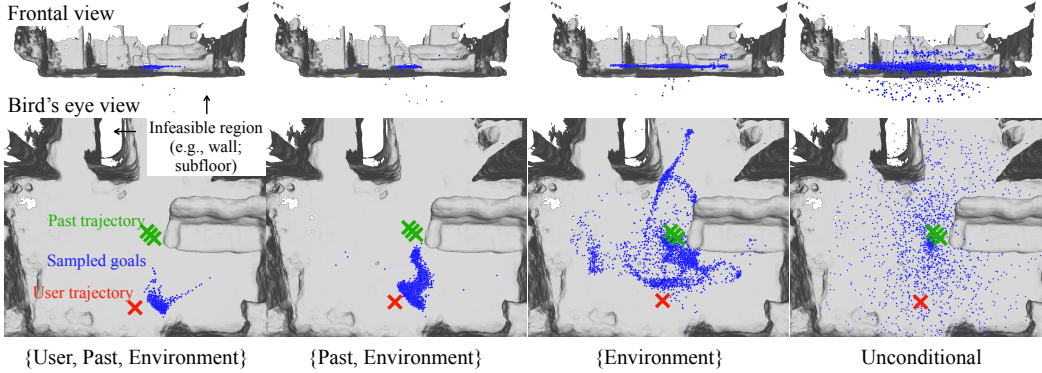 Frontal view
Bird's eye view
Infeasible region
(e.g., wall;
subfloor)
Past trajectory
Sampled goals
User trajectory
{User, Past, Environment}
{Past, Environment}
{Environment}
Unconditional